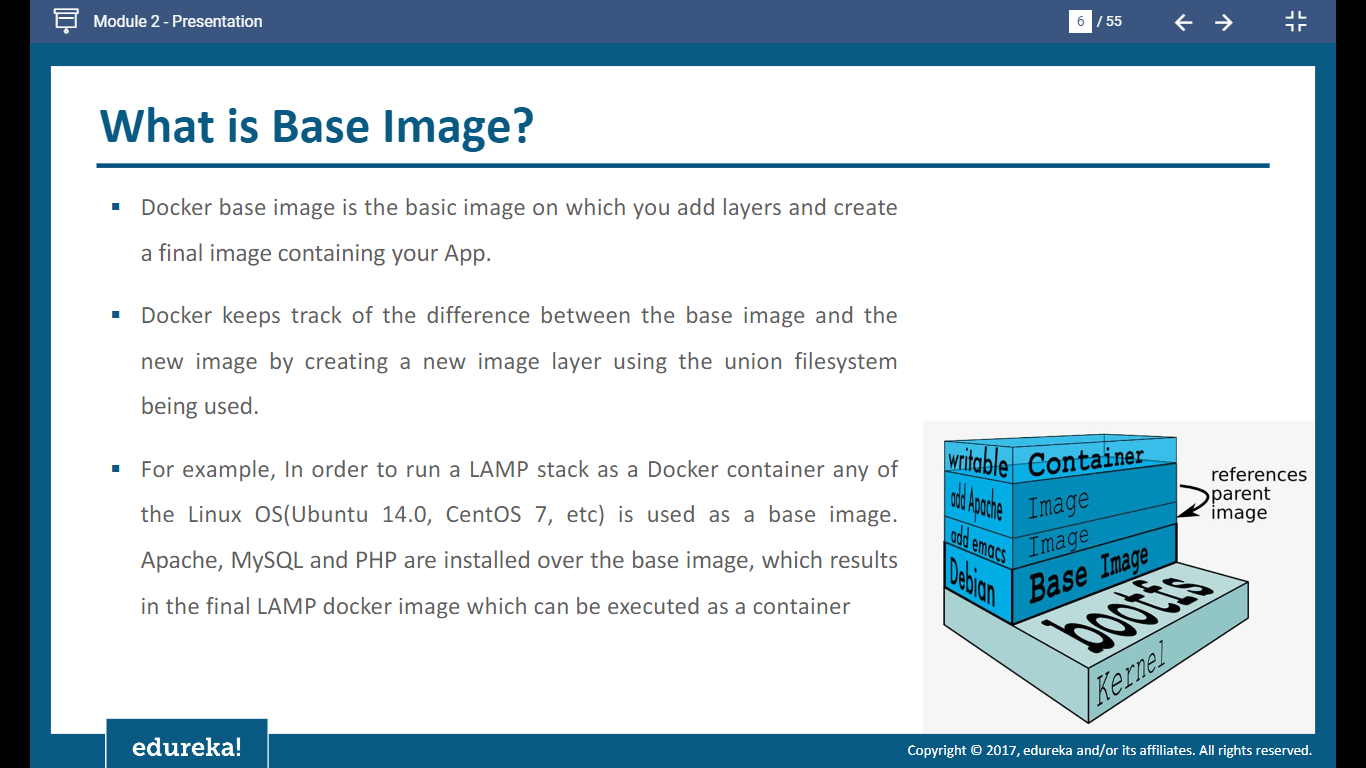 Module 2 - Presentation
6 / 55
What is Base Image?
Docker base image is the basic image on which you add layers and create
a final image containing your App.
Docker keeps track of the difference between the base image and the
new image by creating a new image layer using the union filesystem
being used.
For example, In order to run a LAMP stack as a Docker container any of
the Linux OS(Ubuntu 14.0, CentOS 7, etc) is used as a base image.
Apache, MySQL and PHP are installed over the base image, which results
in the final LAMP docker image which can be executed as a container
writable Container
add Apache Image
add emacs Image
Debian Base Image
bootfs
Kernel
references
parent
image
edureka!
Copyright © 2017, edureka and/or its affiliates. All rights reserved.